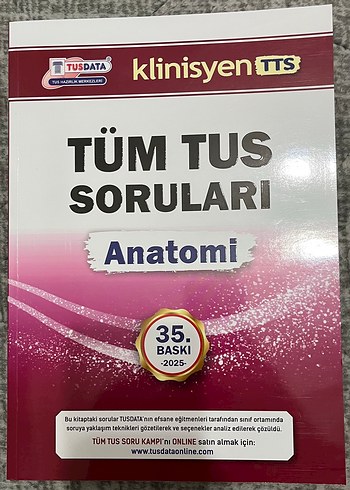 TUSDATA
TUS HAZIRLIK MERKEZLERİ
klinisyen TTS
TÜM TUS
SORULARI
Anatomi
35.
BASKI
-2025-
Bu kitaptaki sorular TUSDATA'nın efsane eğitmenleri tarafından sınıf ortamında
soruya yaklaşım teknikleri gözetilerek ve seçenekler analiz edilerek çözüldü.
TÜM TUS SORU KAMPI'nı ONLINE satın almak için:
www.tusdataonline.com